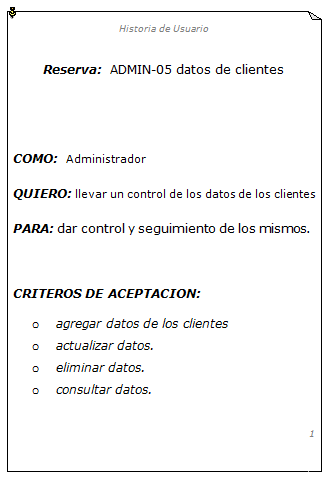 Historia de Usuario
Reserva: ADMIN-05 datos de clientes
COMO: Administrador
QUIERO: llevar un control de los datos de los clientes
PARA: dar control y seguimiento de los mismos.
CRITEROS DE ACEPTACION:
o agregar datos de los clientes
o actualizar datos.
o eliminar datos.
o consultar datos.
1